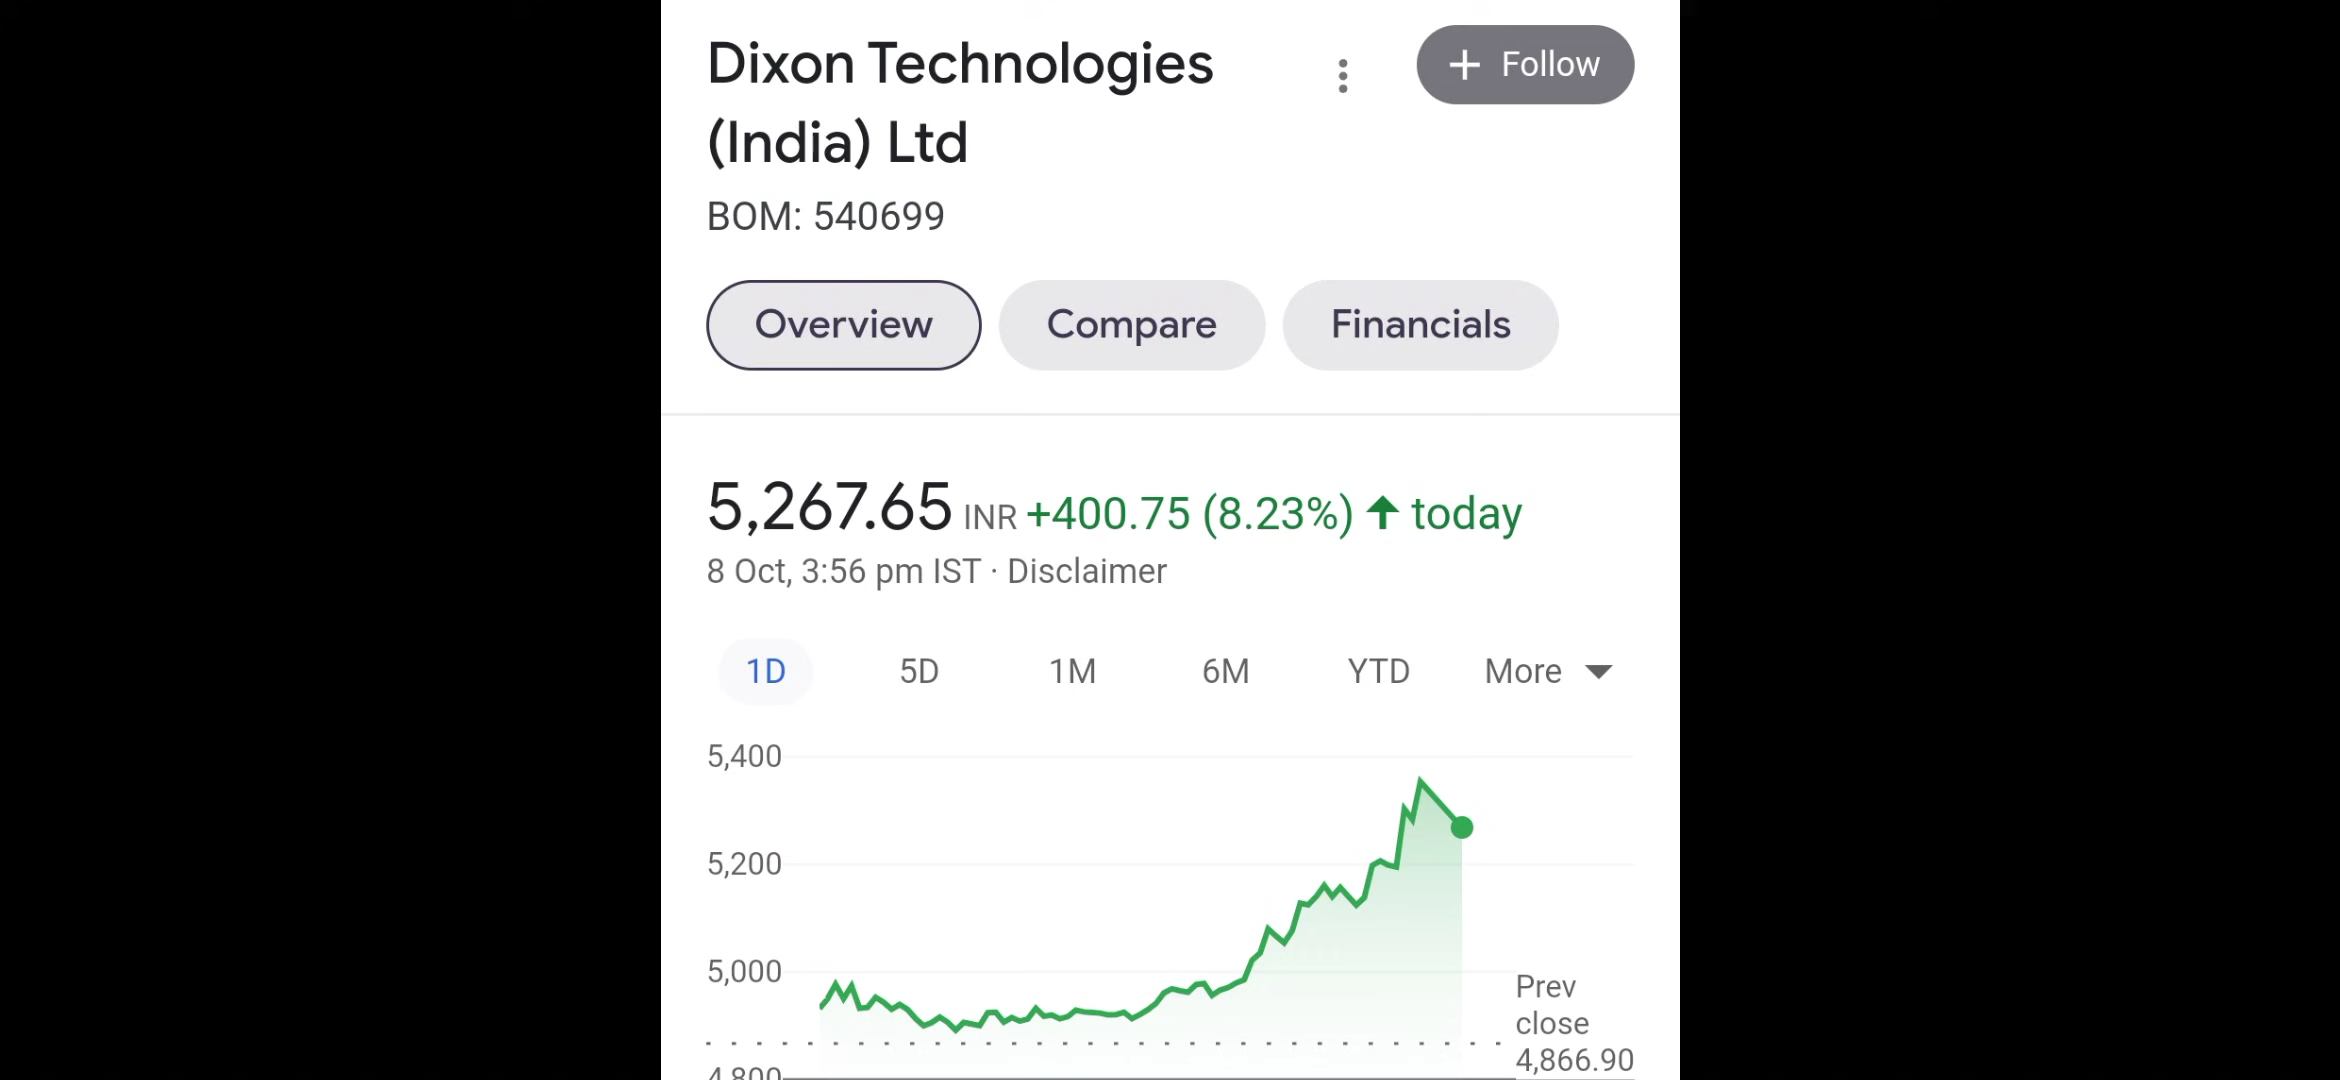 Dixon Technologies
(India) Ltd
+ Follow
BOM: 540699
Overview
Compare
Financials
5,267.65 INR +400.75 (8.23%) ↑ today
8 Oct, 3:56 pm IST · Disclaimer
1D
5D
1M
6M
YTD
More
5,400
5,200
5,000
Prev
close
4,866.90
4,800